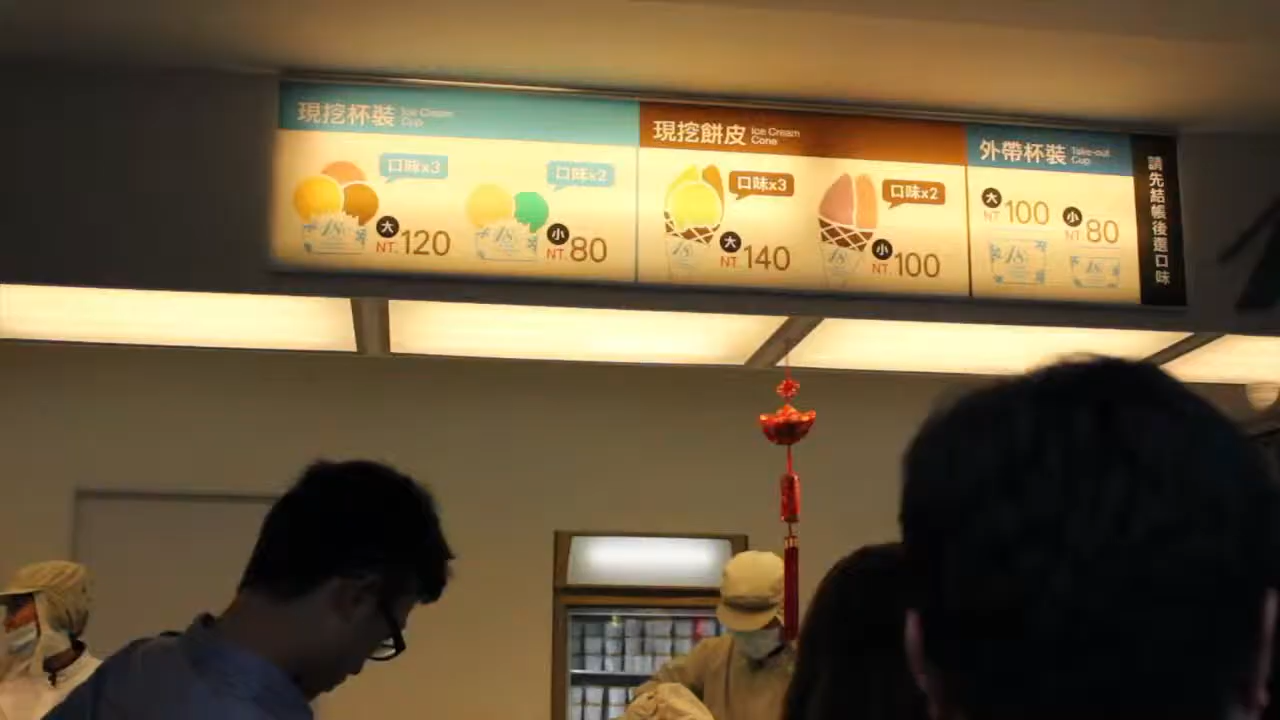 現挖杯裝 Ice Cream Cup
口味x3
大 NT.120
口味x2
小 NT.80
現挖餅皮 Ice Cream Cone
口味x3
大 NT.140
口味x2
小 NT.100
外帶杯裝 Take-out Cup
大 NT.100
小 NT.80
請先結帳後選口味